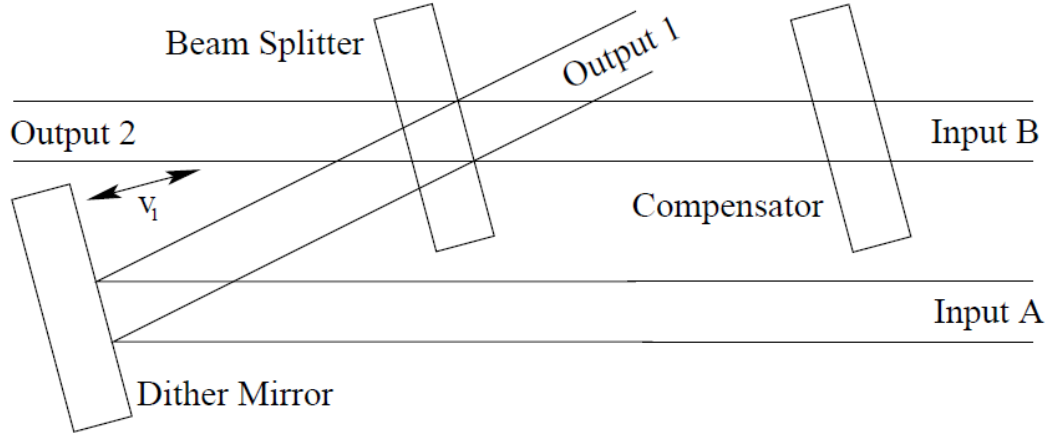 Beam Splitter
Output 1
Output 2
Input B
V1
Compensator
Input A
Dither Mirror